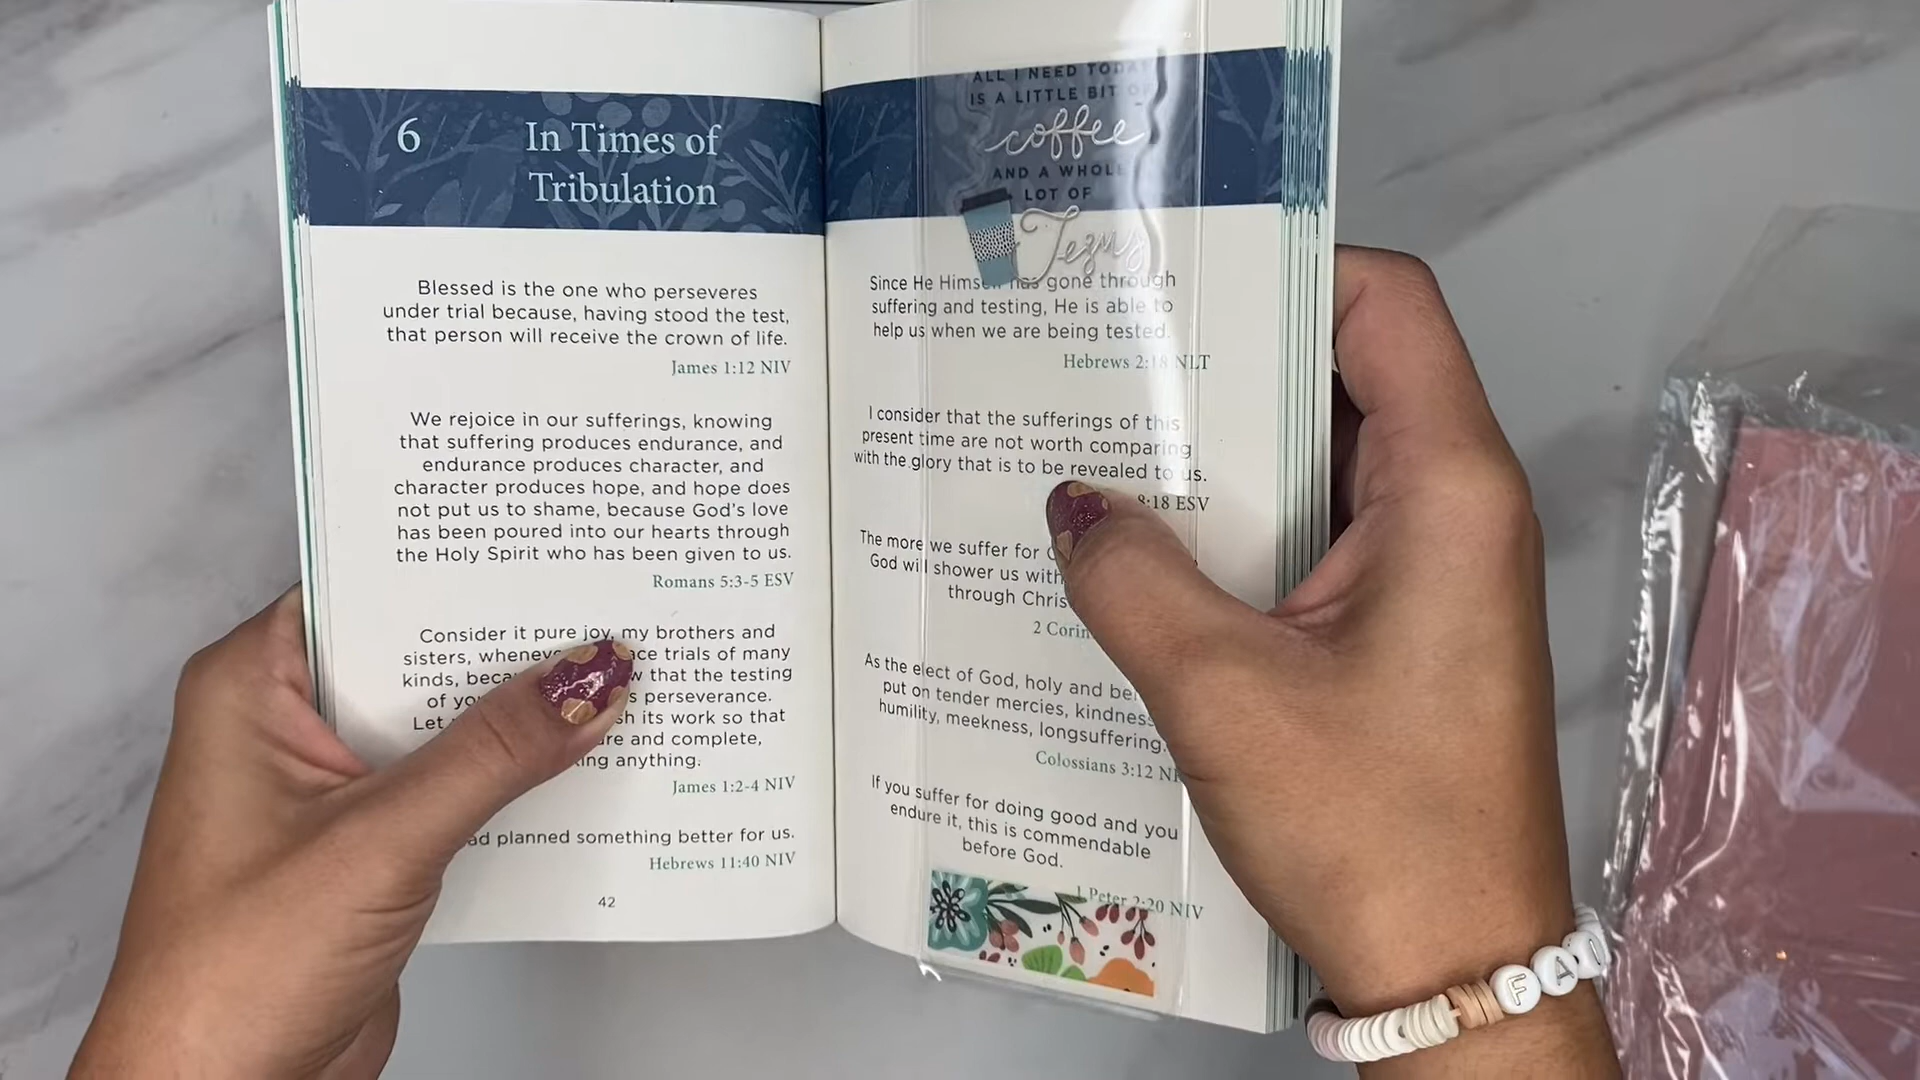 6
In Times of
Tribulation
Blessed is the one who perseveres
under trial because, having stood the test,
that person will receive the crown of life.
James 1:12 NIV
We rejoice in our sufferings, knowing
that suffering produces endurance, and
endurance produces character, and
character produces hope, and hope does
not put us to shame, because God's love
has been poured into our hearts through
the Holy Spirit who has been given to us.
Romans 5:3-5 ESV
Consider it pure joy, my brothers and
sisters, trials of many
kinds, that the testing
of perseverance.
Let its work so that
and complete,
anything.
James 1:2-4 NIV
planned something better for us.
Hebrews 11:40 NIV
42
ALL I NEED TODAY
IS A LITTLE BIT OF
coffee
AND A WHOLE
LOT OF
Jesus
Since He Himself has gone through
suffering and testing, He is able to
help us when we are being tested.
Hebrews 2:18 NLT
I consider that the sufferings of this
present time are not worth comparing
with the glory that is to be revealed to us.
8:18 ESV
The more we suffer for
God will shower us with
through
2
As the elect of God, holy and
put on tender mercies, kindness,
humility, meekness, longsuffering.
Colossians 3:12
If you suffer for doing good and you
endure it, this is commendable
before God.
1 Peter 2:20 NIV
FAI